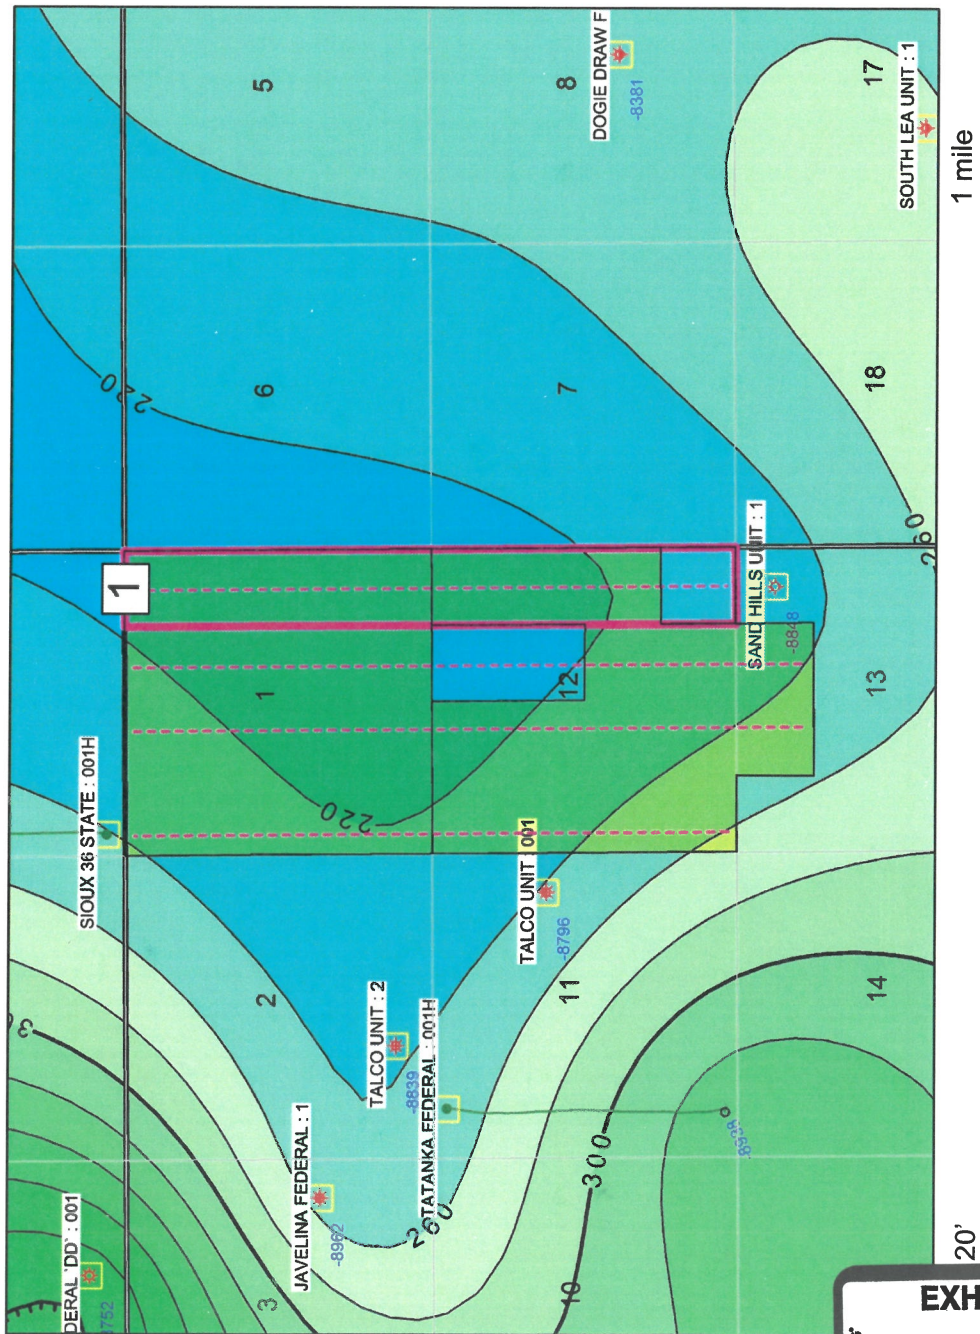 5
8
DOGIE DRAW F
-8381
17
SOUTH LEA UNIT : 1
1 mile
220
6
7
18
260
1
SAND HILLS UNIT : 1
-8848
1
12
13
SIOUX 36 STATE : 001H
220
TALCO UNIT : 001
-8796
2
11
14
TALCO UNIT : 2
-8839
TATANKA FEDERAL : 001H
JAVELINA FEDERAL : 1
-8962
260
300
3
DERAL `DD` : 001
752
3
10
20'
EXH